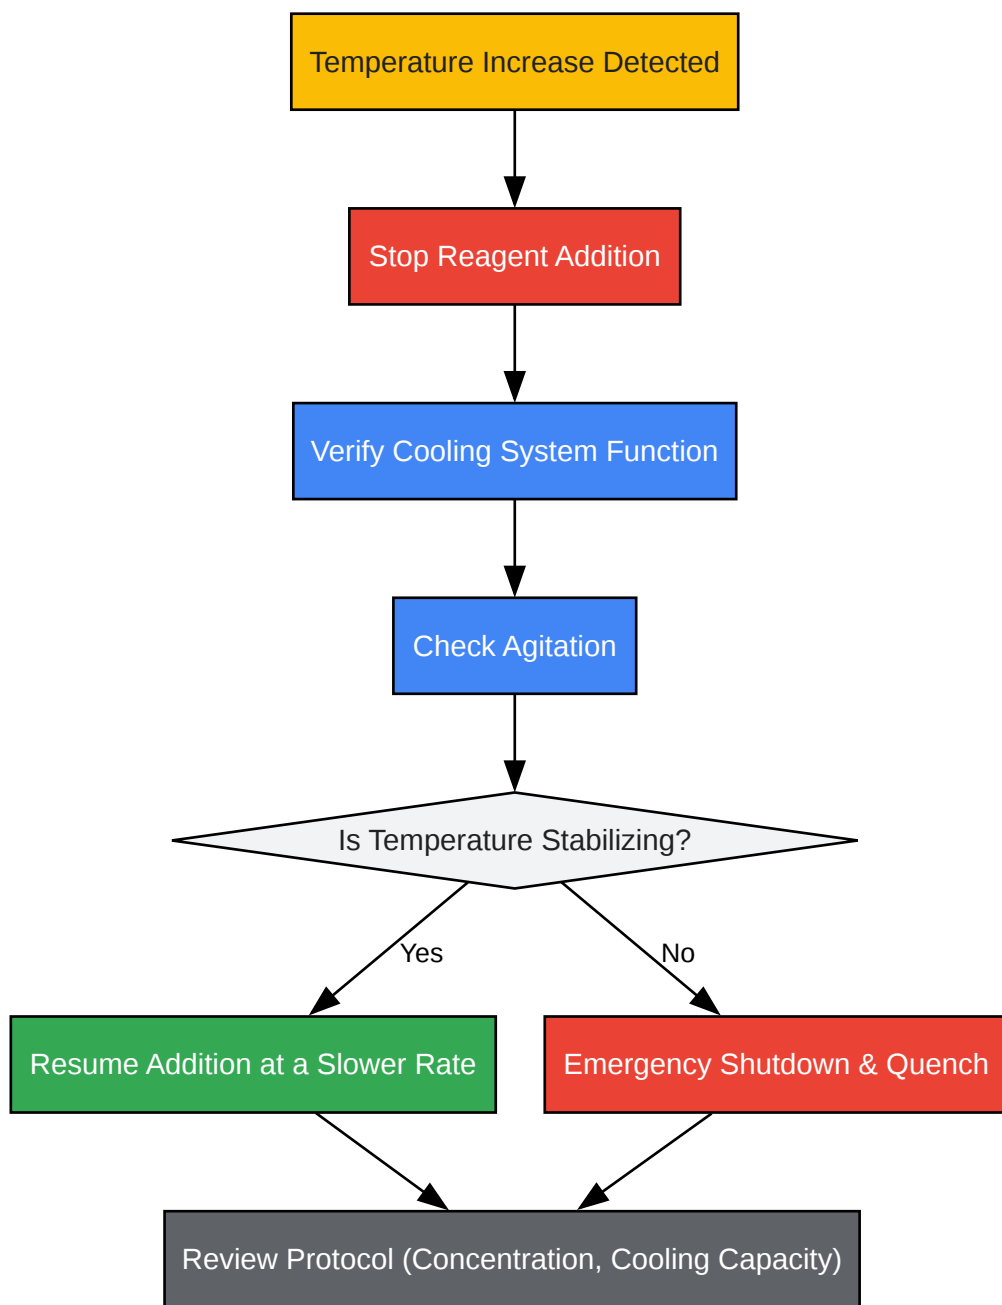 Temperature Increase Detected
Stop Reagent Addition
Verify Cooling System Function
Check Agitation
Is Temperature Stabilizing?
Yes
No
Resume Addition at a Slower Rate
Emergency Shutdown & Quench
Review Protocol (Concentration, Cooling Capacity)